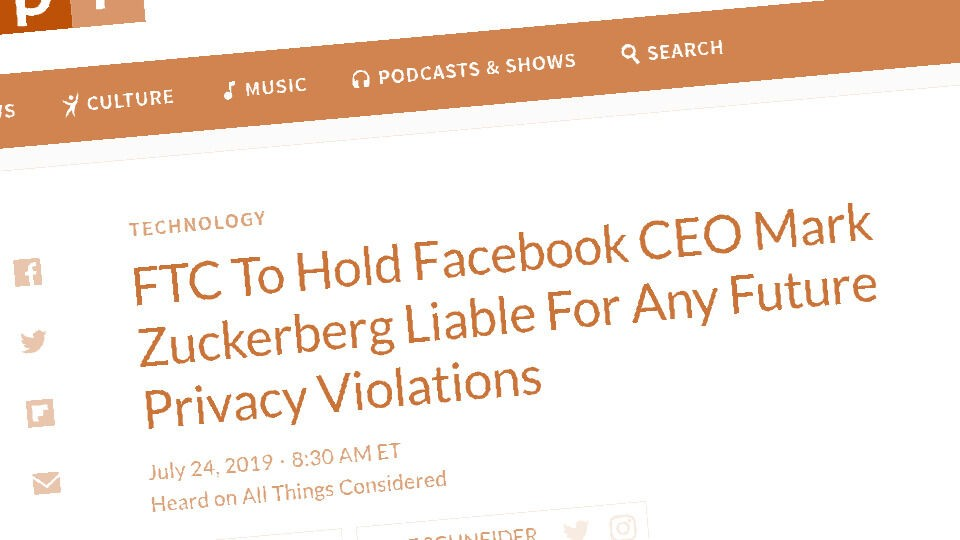 CULTURE
MUSIC
PODCASTS & SHOWS
SEARCH
TECHNOLOGY
FTC To Hold Facebook CEO Mark
Zuckerberg Liable For Any Future
Privacy Violations
July 24, 2019 · 8:30 AM ET
Heard on All Things Considered